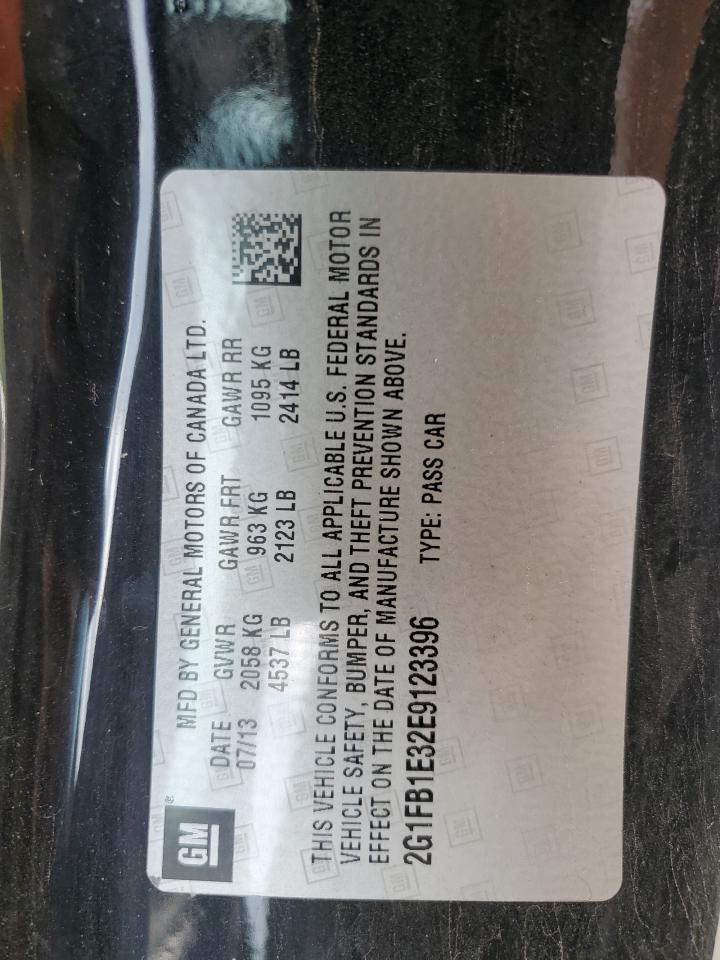 GM ®
MFD BY GENERAL MOTORS OF CANADA LTD.
DATE GVWR GAWR FRT GAWR RR
07/13 2058 KG 963 KG 1095 KG
4537 LB 2123 LB 2414 LB
THIS VEHICLE CONFORMS TO ALL APPLICABLE U.S. FEDERAL MOTOR
VEHICLE SAFETY, BUMPER, AND THEFT PREVENTION STANDARDS IN
EFFECT ON THE DATE OF MANUFACTURE SHOWN ABOVE.
2G1FB1E32E9123396 TYPE: PASS CAR